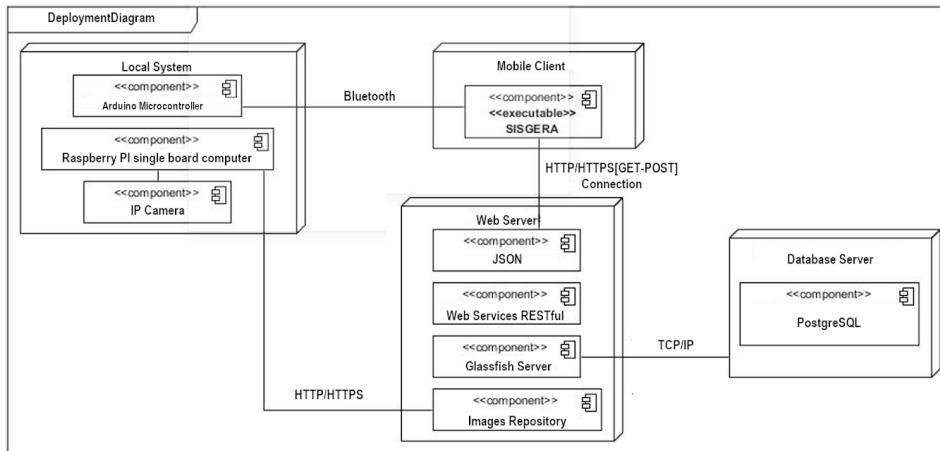 DeploymentDiagram
Local System
<<component>>
Arduino Microcontroller
<<component>>
Raspberry PI single board computer
<<component>>
IP Camera
Bluetooth
Mobile Client
<<component>>
<<executable>>
SISGERA
HTTP/HTTPS[GET-POST]
Connection
Web Server
<<component>>
JSON
<<component>>
Web Services RESTful
<<component>>
Glassfish Server
<<component>>
Images Repository
HTTP/HTTPS
TCP/IP
Database Server
<<component>>
PostgreSQL